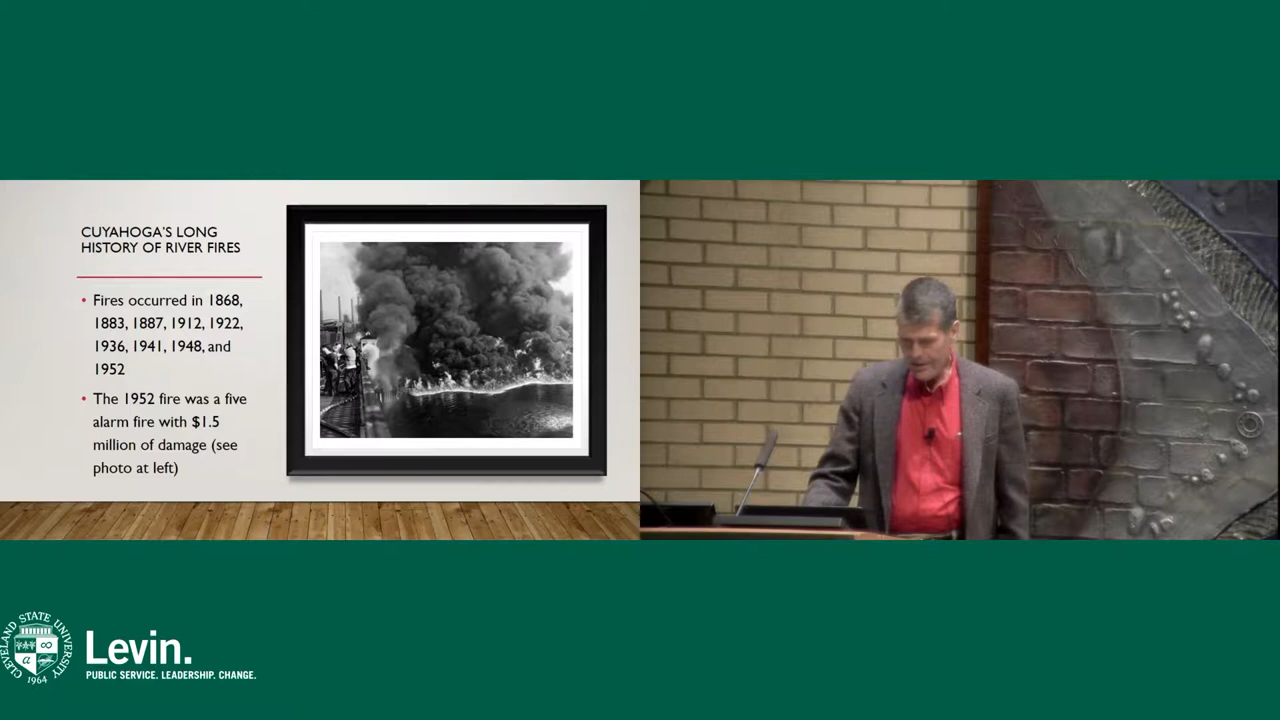 CUYAHOGA'S LONG
HISTORY OF RIVER FIRES
• Fires occurred in 1868,
1883, 1887, 1912, 1922,
1936, 1941, 1948, and
1952
• The 1952 fire was a five
alarm fire with $1.5
million of damage (see
photo at left)
CLEVELAND STATE UNIVERSITY
1964
Levin.
PUBLIC SERVICE. LEADERSHIP. CHANGE.